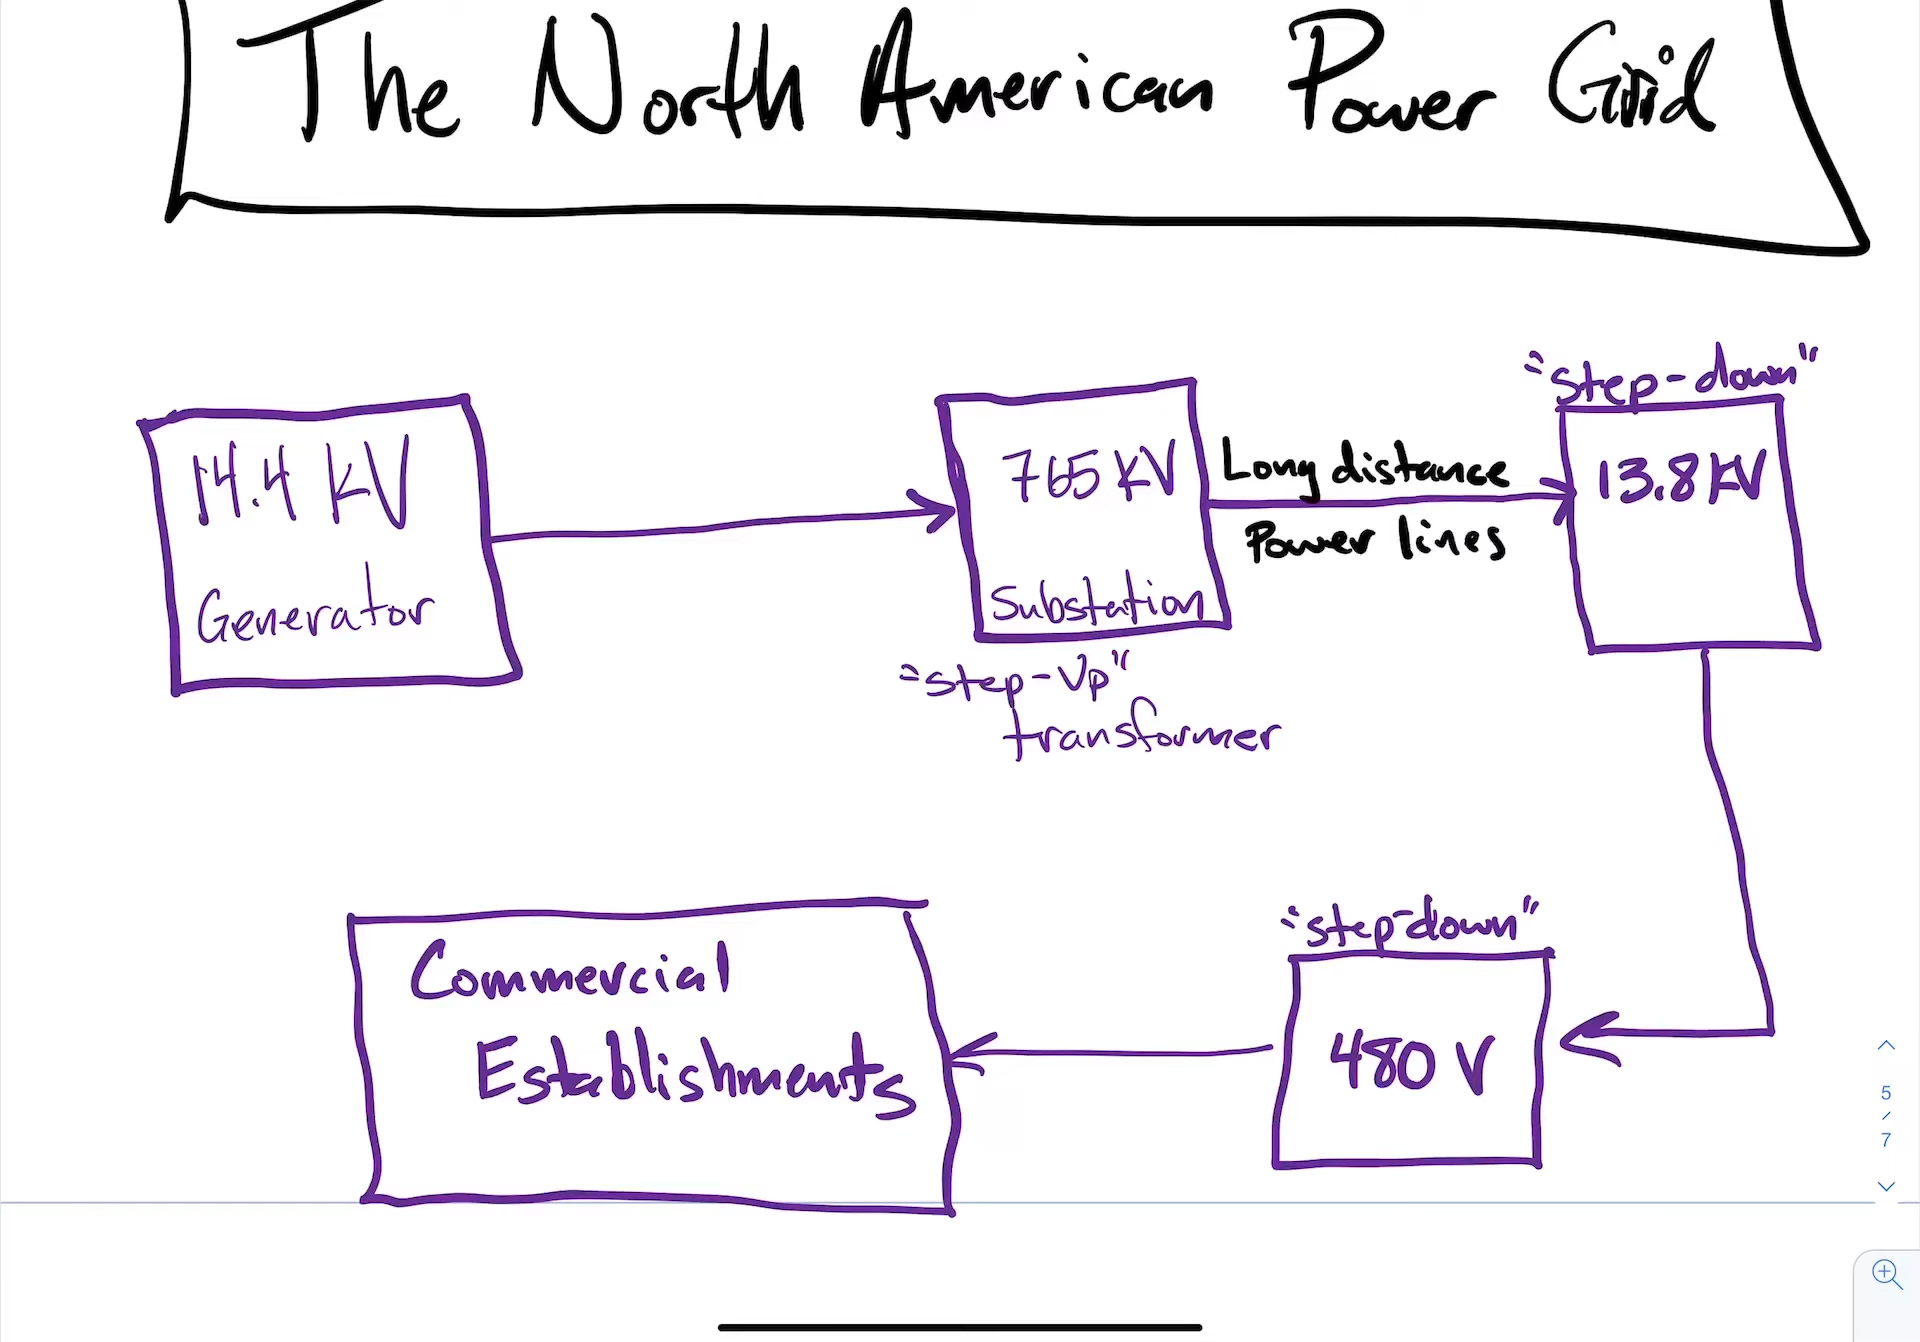 The North American Power Grid
14.4 kV
Generator
765 kV
Substation
"step-up"
transformer
Long distance
Power lines
"step-down"
13.8 kV
"step-down"
480 V
Commercial
Establishments
5
/
7